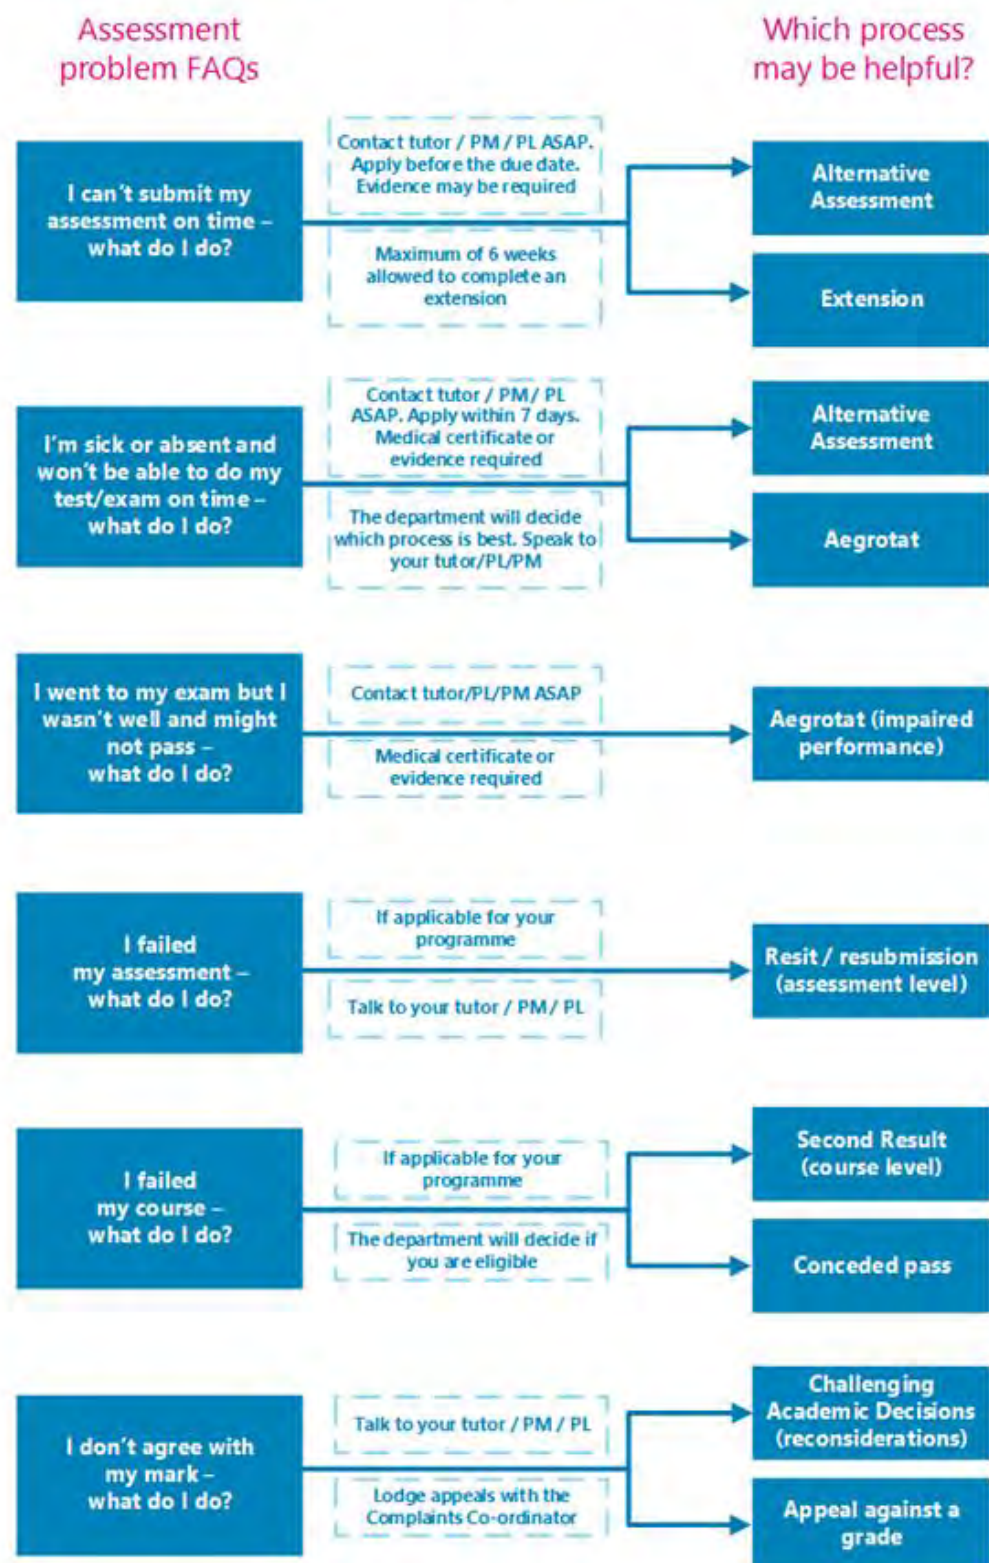 Assessment
problem FAQs
Which process
may be helpful?
I can't submit my
assessment on time –
what do I do?
Contact tutor / PM / PL ASAP.
Apply before the due date.
Evidence may be required
Maximum of 6 weeks
allowed to complete an
extension
Alternative
Assessment
Extension
I'm sick or absent and
won't be able to do my
test/exam on time –
what do I do?
Contact tutor / PM/ PL
ASAP. Apply within 7 days.
Medical certificate or
evidence required
The department will decide
which process is best. Speak to
your tutor/PL/PM
Alternative
Assessment
Aegrotat
I went to my exam but I
wasn't well and might
not pass –
what do I do?
Contact tutor/PL/PM ASAP
Medical certificate or
evidence required
Aegrotat (impaired
performance)
I failed
my assessment –
what do I do?
If applicable for your
programme
Talk to your tutor / PM/ PL
Resit / resubmission
(assessment level)
I failed
my course –
what do I do?
If applicable for your
programme
The department will decide if
you are eligible
Second Result
(course level)
Conceded pass
I don't agree with
my mark –
what do I do?
Talk to your tutor / PM / PL
Lodge appeals with the
Complaints Co-ordinator
Challenging
Academic Decisions
(reconsiderations)
Appeal against a
grade